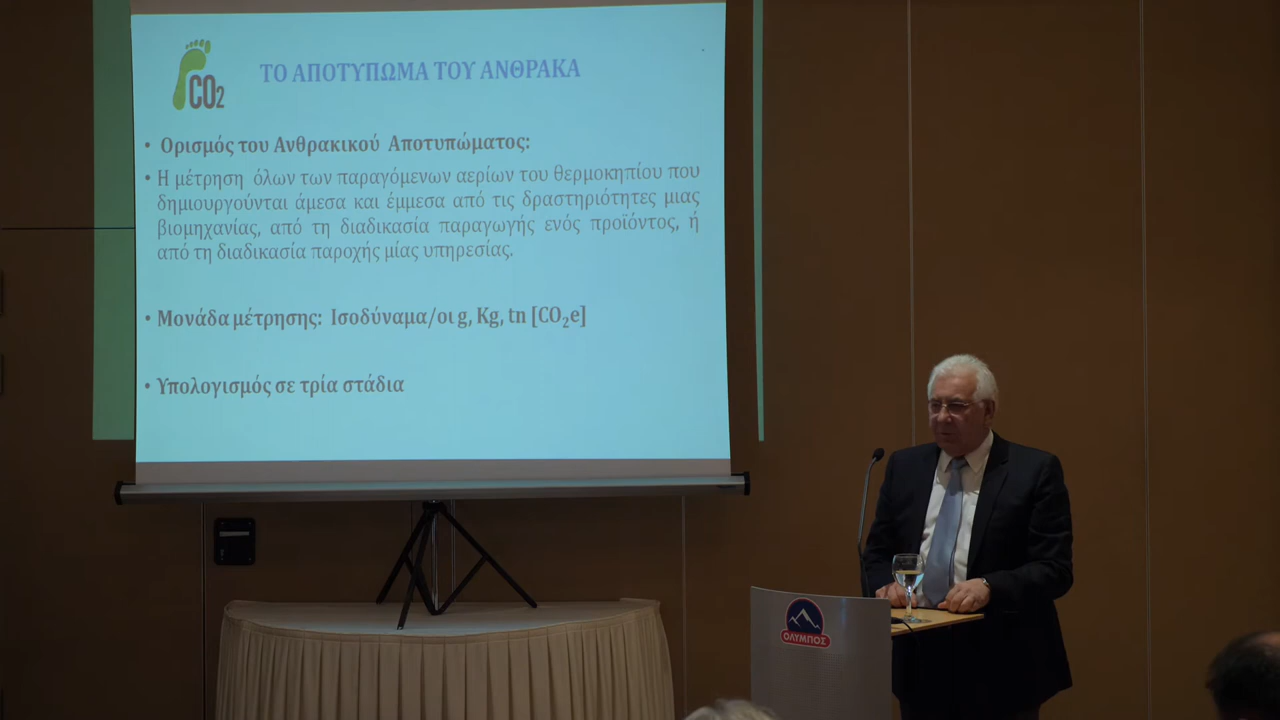 CO2
ΤΟ ΑΠΟΤΥΠΩΜΑ ΤΟΥ ΑΝΘΡΑΚΑ
• Ορισμός του Ανθρακικού Αποτυπώματος:
• Η μέτρηση όλων των παραγόμενων αερίων του θερμοκηπίου που
δημιουργούνται άμεσα και έμμεσα από τις δραστηριότητες μιας
βιομηχανίας, από τη διαδικασία παραγωγής ενός προϊόντος, ή
από τη διαδικασία παροχής μίας υπηρεσίας.
• Μονάδα μέτρησης: Ισοδύναμα/οι g, Kg, tn [CO₂e]
• Υπολογισμός σε τρία στάδια
ΟΛΥΜΠΟΣ